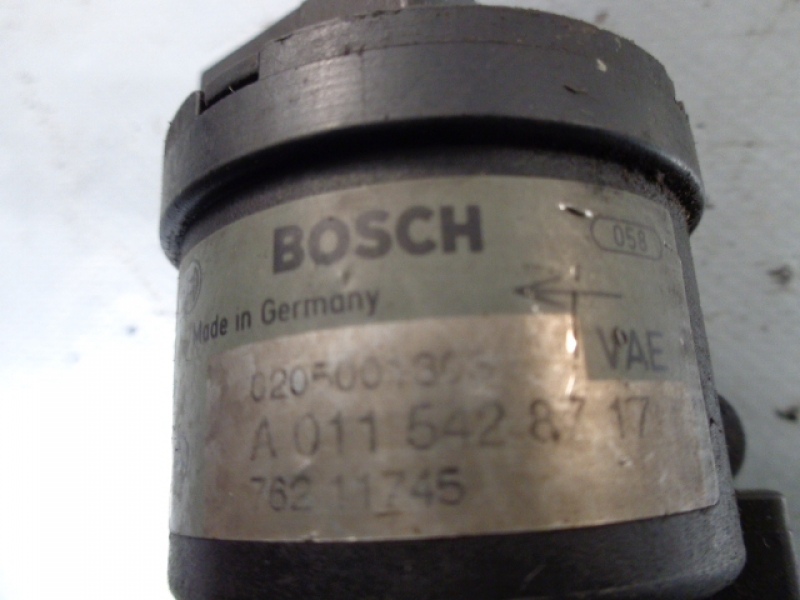 BOSCH
058
Made in Germany
VAE
A 011 542 87 17
762 11745